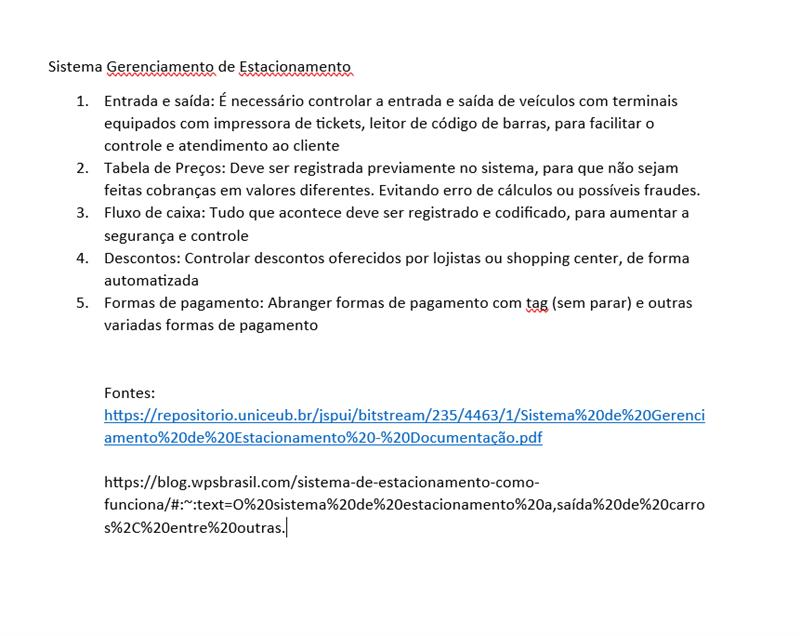 Sistema Gerenciamento de Estacionamento
1. Entrada e saída: É necessário controlar a entrada e saída de veículos com terminais
equipados com impressora de tickets, leitor de código de barras, para facilitar o
controle e atendimento ao cliente
2. Tabela de Preços: Deve ser registrada previamente no sistema, para que não sejam
feitas cobranças em valores diferentes. Evitando erro de cálculos ou possíveis fraudes.
3. Fluxo de caixa: Tudo que acontece deve ser registrado e codificado, para aumentar a
segurança e controle
4. Descontos: Controlar descontos oferecidos por lojistas ou shopping center, de forma
automatizada
5. Formas de pagamento: Abranger formas de pagamento com tag (sem parar) e outras
variadas formas de pagamento
Fontes:
https://repositorio.uniceub.br/jspui/bitstream/235/4463/1/Sistema%20de%20Gerenci
amento%20de%20Estacionamento%20-%20Documentação.pdf
https://blog.wpsbrasil.com/sistema-de-estacionamento-como-
funciona/#:~:text=O%20sistema%20de%20estacionamento%20a,saída%20de%20carro
s%2C%20entre%20outras.